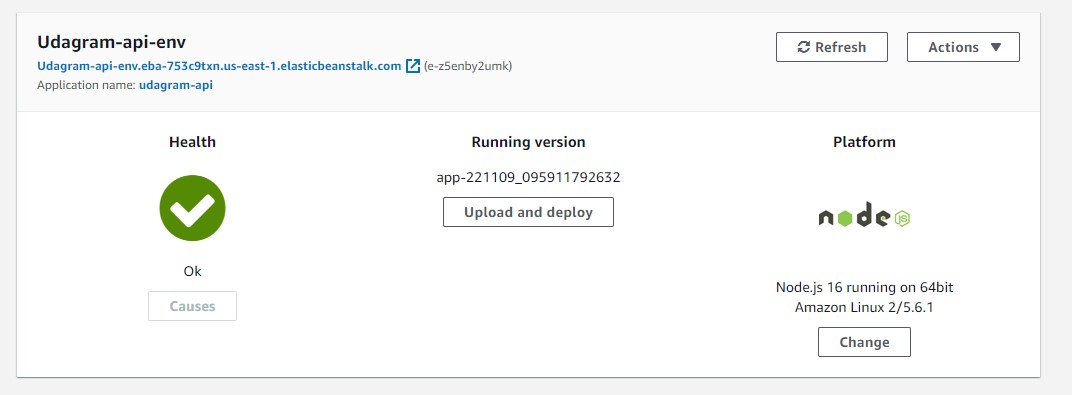 Udagram-api-env
Refresh
Actions
Udagram-api-env.eba-753c9txn.us-east-1.elasticbeanstalk.com (e-z5enby2umk)
Application name: udagram-api
Health
Running version
Platform
app-221109_095911792632
Upload and deploy
node
JS
Ok
Causes
Node.js 16 running on 64bit
Amazon Linux 2/5.6.1
Change